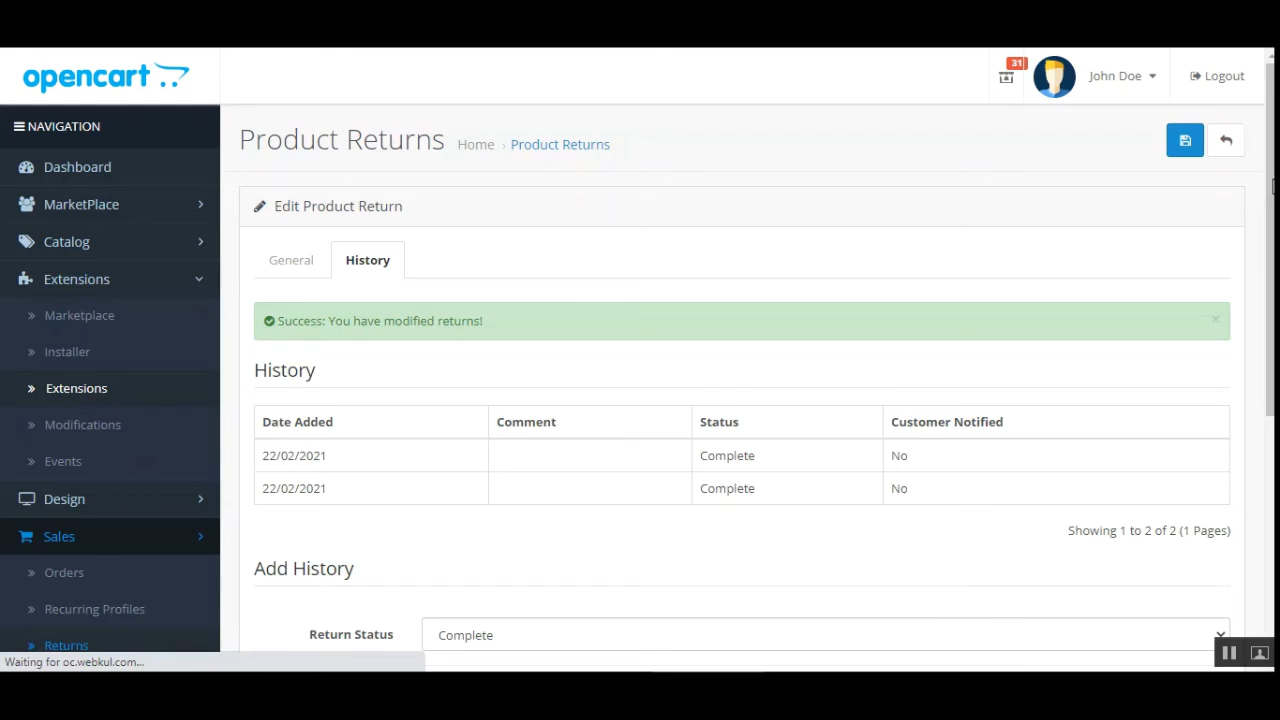 opencart
31
John Doe
Logout
NAVIGATION
Product Returns
Home › Product Returns
Dashboard
MarketPlace
Edit Product Return
Catalog
General
History
Extensions
Marketplace
Success: You have modified returns!
×
Installer
History
Extensions
Date Added Comment Status Customer Notified
Modifications
22/02/2021 Complete No
Events
22/02/2021 Complete No
Design
Showing 1 to 2 of 2 (1 Pages)
Sales
Add History
Orders
Recurring Profiles
Return Status Complete
Returns
Waiting for oc.webkul.com...